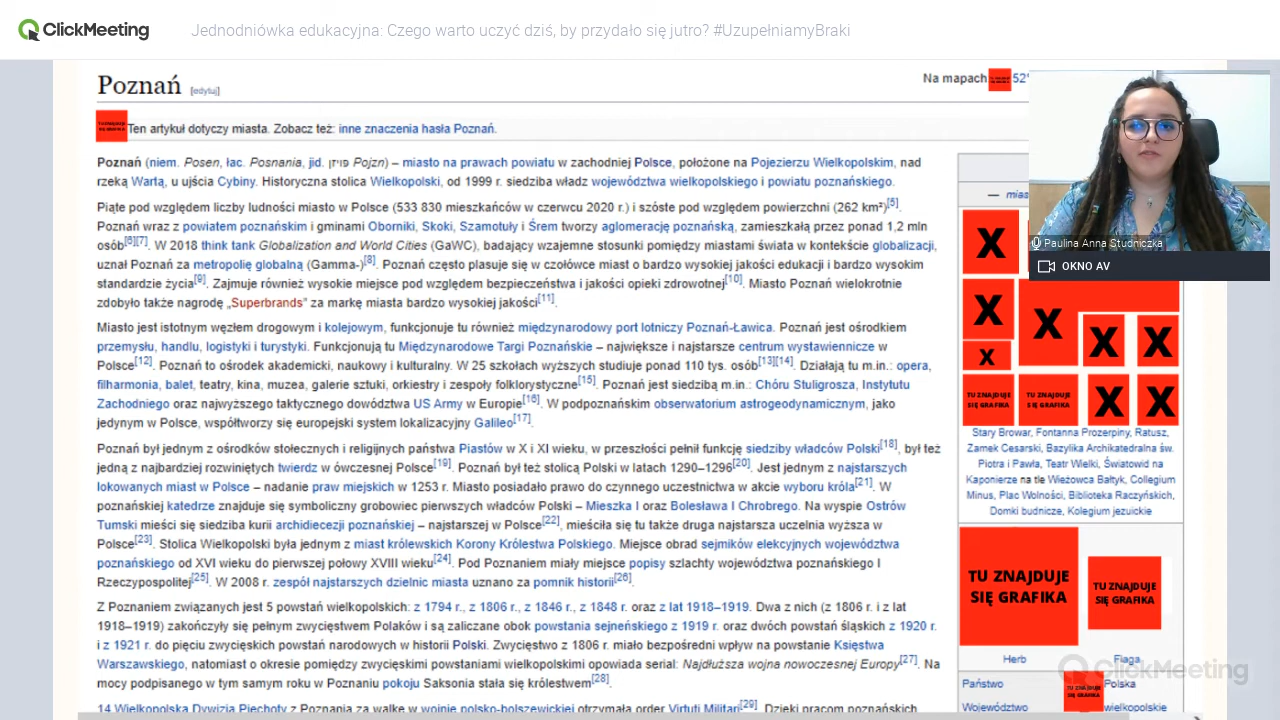 ClickMeeting
Jednodniówka edukacyjna: Czego warto uczyć dziś, by przydało się jutro? #UzupełniamyBraki
Poznań [edytuj]
Na mapach 52°
Ten artykuł dotyczy miasta. Zobacz też: inne znaczenia hasła Poznań.
Poznań (niem. Posen, łac. Posnania, jid. פױזן Pojzn) – miasto na prawach powiatu w zachodniej Polsce, położone na Pojezierzu Wielkopolskim, nad
rzeką Wartą, u ujścia Cybiny. Historyczna stolica Wielkopolski, od 1999 r. siedziba władz województwa wielkopolskiego i powiatu poznańskiego.
Piąte pod względem liczby ludności miasto w Polsce (533 830 mieszkańców w czerwcu 2020 r.) i szóste pod względem powierzchni (262 km²)[5].
Poznań wraz z powiatem poznańskim i gminami Oborniki, Skoki, Szamotuły i Śrem tworzy aglomerację poznańską, zamieszkałą przez ponad 1,2 mln
osób[6][7]. W 2018 think tank Globalization and World Cities (GaWC), badający wzajemne stosunki pomiędzy miastami świata w kontekście globalizacji,
uznał Poznań za metropolię globalną (Gamma-)[8]. Poznań często plasuje się w czołówce miast o bardzo wysokiej jakości edukacji i bardzo wysokim
standardzie życia[9]. Zajmuje również wysokie miejsce pod względem bezpieczeństwa i jakości opieki zdrowotnej[10]. Miasto Poznań wielokrotnie
zdobyło także nagrodę „Superbrands” za markę miasta bardzo wysokiej jakości[11].
Miasto jest istotnym węzłem drogowym i kolejowym, funkcjonuje tu również międzynarodowy port lotniczy Poznań-Ławica. Poznań jest ośrodkiem
przemysłu, handlu, logistyki i turystyki. Funkcjonują tu Międzynarodowe Targi Poznańskie – największe i najstarsze centrum wystawiennicze w
Polsce[12]. Poznań to ośrodek akademicki, naukowy i kulturalny. W 25 szkołach wyższych studiuje ponad 110 tys. osób[13][14]. Działają tu m.in.: opera,
filharmonia, balet, teatry, kina, muzea, galerie sztuki, orkiestry i zespoły folklorystyczne[15]. Poznań jest siedzibą m.in.: Chóru Stuligrosza, Instytutu
Zachodniego oraz najwyższego taktycznego dowództwa US Army w Europie[16]. W podpoznańskim obserwatorium astrogeodynamicznym, jako
jedynym w Polsce, współtworzy się europejski system lokalizacyjny Galileo[17].
Poznań był jednym z ośrodków stołecznych i religijnych państwa Piastów w X i XI wieku, w przeszłości pełnił funkcję siedziby władców Polski[18], był też
jedną z najbardziej rozwiniętych twierdz w ówczesnej Polsce[19]. Poznań był też stolicą Polski w latach 1290–1296[20]. Jest jednym z najstarszych
lokowanych miast w Polsce – nadanie praw miejskich w 1253 r. Miasto posiadało prawo do czynnego uczestnictwa w akcie wyboru króla[21]. W
poznańskiej katedrze znajduje się symboliczny grobowiec pierwszych władców Polski – Mieszka I oraz Bolesława I Chrobrego. Na wyspie Ostrów
Tumski mieści się siedziba kurii archidiecezji poznańskiej – najstarszej w Polsce[22], mieściła się tu także druga najstarsza uczelnia wyższa w
Polsce[23]. Stolica Wielkopolski była jednym z miast królewskich Korony Królestwa Polskiego. Miejsce obrad sejmików elekcyjnych województwa
poznańskiego od XVI wieku do pierwszej połowy XVIII wieku[24]. Pod Poznaniem miały miejsce popisy szlachty województwa poznańskiego I
Rzeczypospolitej[25]. W 2008 r. zespół najstarszych dzielnic miasta uznano za pomnik historii[26].
Z Poznaniem związanych jest 5 powstań wielkopolskich: z 1794 r., z 1806 r., z 1846 r., z 1848 r. oraz z lat 1918–1919. Dwa z nich (z 1806 r. i z lat
1918–1919) zakończyły się pełnym zwycięstwem Polaków i są zaliczane obok powstania sejneńskiego z 1919 r. oraz dwóch powstań śląskich z 1920 r.
i z 1921 r. do pięciu zwycięskich powstań narodowych w historii Polski. Zwycięstwo z 1806 r. miało bezpośredni wpływ na powstanie Księstwa
Warszawskiego, natomiast o okresie pomiędzy zwycięskimi powstaniami wielkopolskimi opowiada serial: Najdłuższa wojna nowoczesnej Europy[27]. Na
mocy podpisanego w tym samym roku w Poznaniu pokoju Saksonia stała się królestwem[28].
14 Wielkopolska Dywizja Piechoty z Poznania za walkę w wojnie polsko-bolszewickiej otrzymała order Virtuti Militari[29]. Dzięki pracom poznańskich
Paulina Anna Studniczka
OKNO AV
X
X X X X
X
TU ZNAJDUJE
SIĘ GRAFIKA
TU ZNAJDUJE
SIĘ GRAFIKA
X X
Stary Browar, Fontanna Prozerpiny, Ratusz,
Zamek Cesarski, Bazylika Archikatedralna św.
Piotra i Pawła, Teatr Wielki, Światowid na
Kaponierze na tle Wieżowca Bałtyk, Collegium
Minus, Plac Wolności, Biblioteka Raczyńskich,
Domki budnicze, Kolegium jezuickie
TU ZNAJDUJE
SIĘ GRAFIKA
TU ZNAJDUJE
SIĘ GRAFIKA
Herb Flaga
ClickMeeting
Państwo Polska
Województwo wielkopolskie